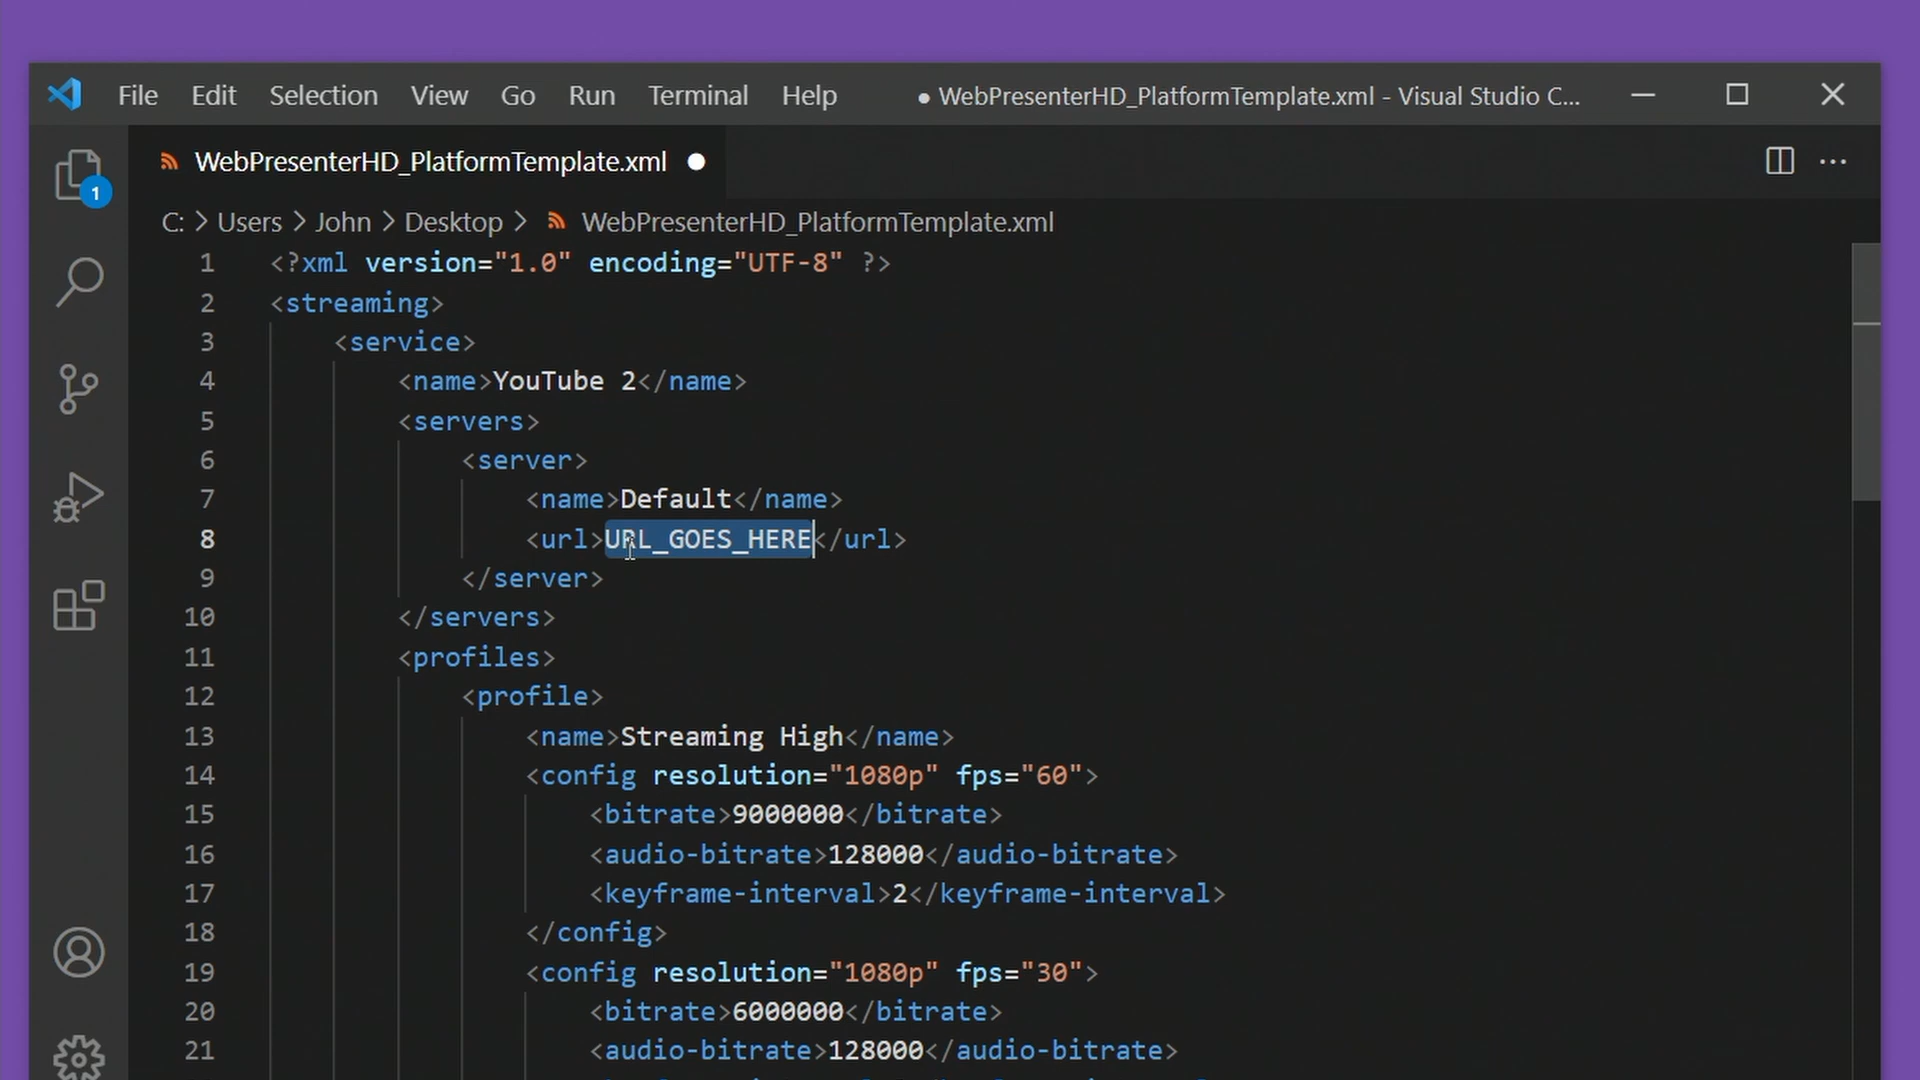 File Edit Selection View Go Run Terminal Help ● WebPresenterHD_PlatformTemplate.xml - Visual Studio C...
WebPresenterHD_PlatformTemplate.xml
1
C: > Users > John > Desktop > WebPresenterHD_PlatformTemplate.xml
1 <?xml version="1.0" encoding="UTF-8" ?>
2 <streaming>
3 <service>
4 <name>YouTube 2</name>
5 <servers>
6 <server>
7 <name>Default</name>
8 <url>URL_GOES_HERE</url>
9 </server>
10 </servers>
11 <profiles>
12 <profile>
13 <name>Streaming High</name>
14 <config resolution="1080p" fps="60">
15 <bitrate>9000000</bitrate>
16 <audio-bitrate>128000</audio-bitrate>
17 <keyframe-interval>2</keyframe-interval>
18 </config>
19 <config resolution="1080p" fps="30">
20 <bitrate>6000000</bitrate>
21 <audio-bitrate>128000</audio-bitrate>